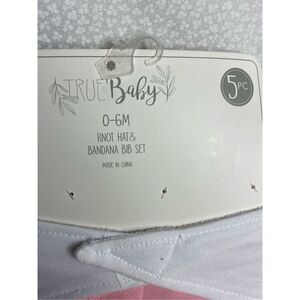 TRUE Baby
5PC
0-6M
KNOT HAT&
BANDANA BIB SET
MADE IN CHINA